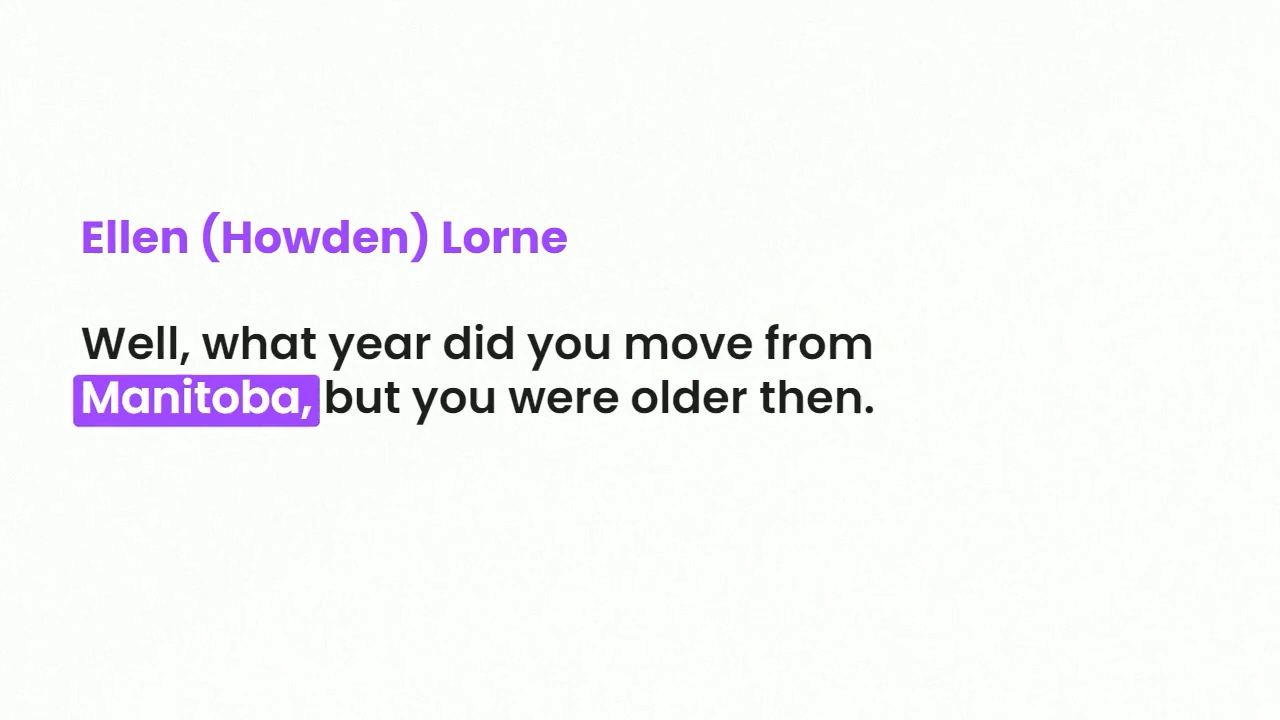 Ellen (Howden) Lorne
Well, what year did you move from
Manitoba, but you were older then.